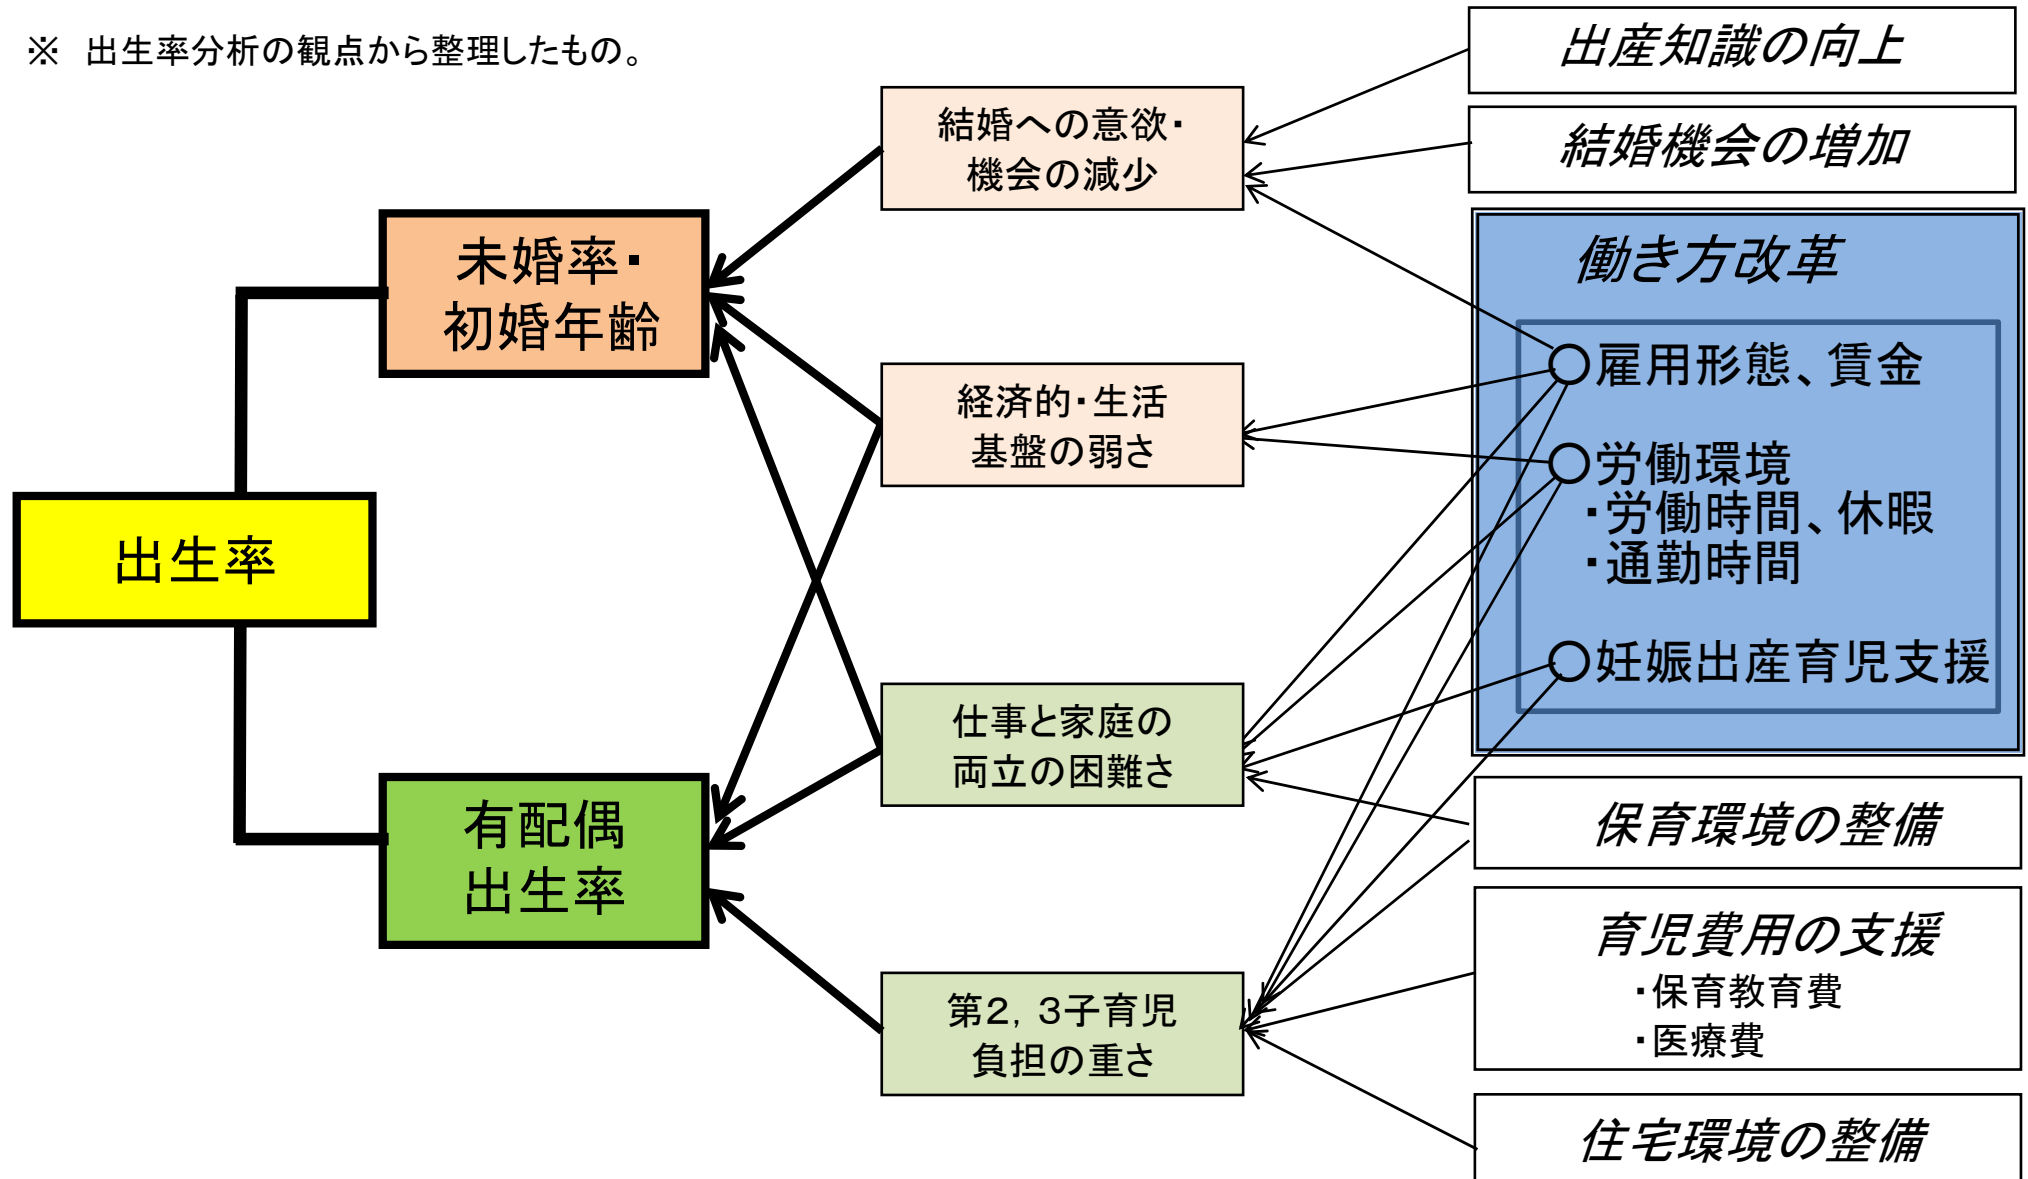 ※ 出生率分析の観点から整理したもの。
出生率
未婚率・
初婚年齢
有配偶
出生率
結婚への意欲・
機会の減少
経済的・生活
基盤の弱さ
仕事と家庭の
両立の困難さ
第２，３子育児
負担の重さ
出産知識の向上
結婚機会の増加
働き方改革
○雇用形態、賃金
○労働環境
・労働時間、休暇
・通勤時間
○妊娠出産育児支援
保育環境の整備
育児費用の支援
・保育教育費
・医療費
住宅環境の整備